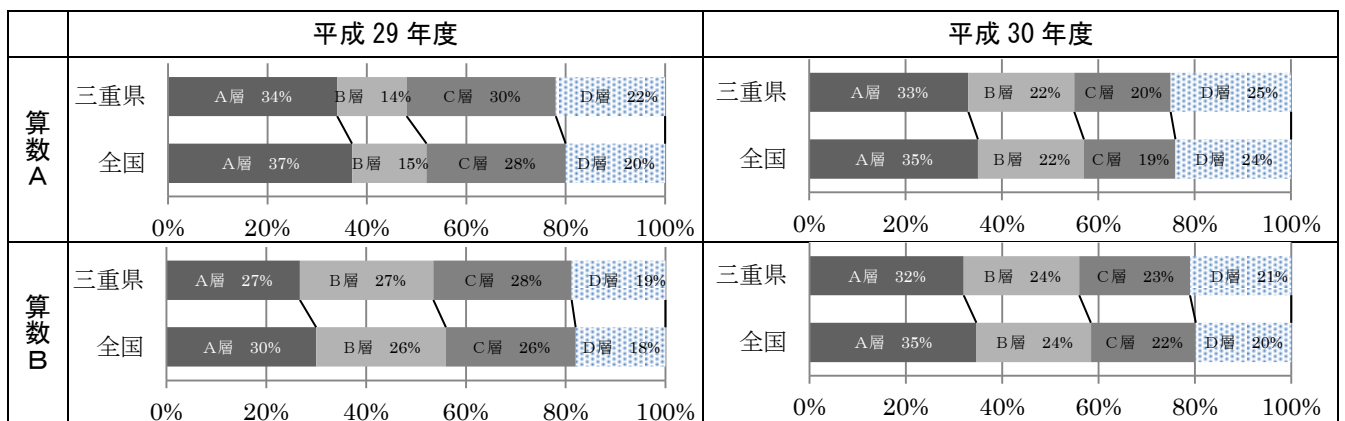 平成 29 年度
平成 30 年度
算数A
三重県
A層 34%
B層 14%
C層 30%
D層 22%
全国
A層 37%
B層 15%
C層 28%
D層 20%
0% 20% 40% 60% 80% 100%
三重県
A層 33%
B層 22%
C層 20%
D層 25%
全国
A層 35%
B層 22%
C層 19%
D層 24%
0% 20% 40% 60% 80% 100%
算数B
三重県
A層 27%
B層 27%
C層 28%
D層 19%
全国
A層 30%
B層 26%
C層 26%
D層 18%
0% 20% 40% 60% 80% 100%
三重県
A層 32%
B層 24%
C層 23%
D層 21%
全国
A層 35%
B層 24%
C層 22%
D層 20%
0% 20% 40% 60% 80% 100%